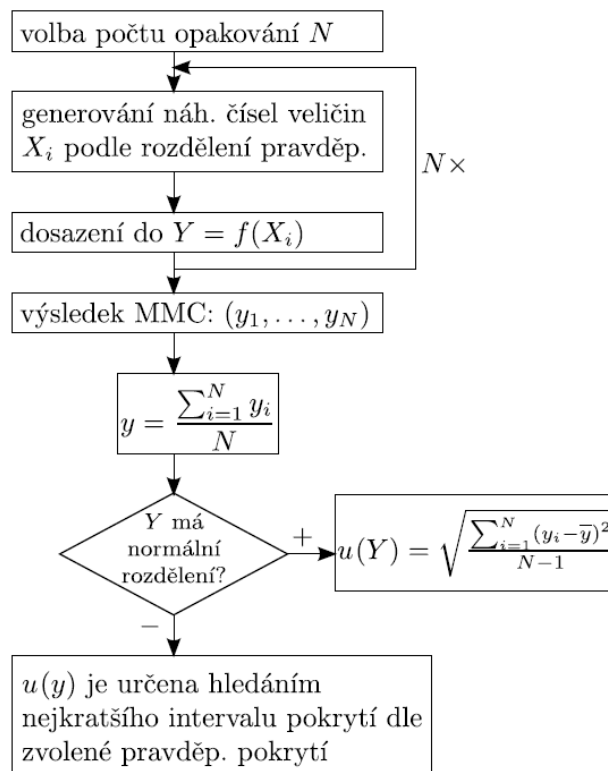 volba počtu opakování N
generování náh. čísel veličin
X_i podle rozdělení pravděp.
N×
dosazení do Y = f(X_i)
výsledek MMC: (y_1, . . . , y_N)
y = \frac{\sum_{i=1}^{N} y_i}{N}
Y má
normální
rozdělení?
+
u(Y) = \sqrt{\frac{\sum_{i=1}^{N} (y_i - \overline{y})^2}{N-1}}
−
u(y) je určena hledáním
nejkratšího intervalu pokrytí dle
zvolené pravděp. pokrytí